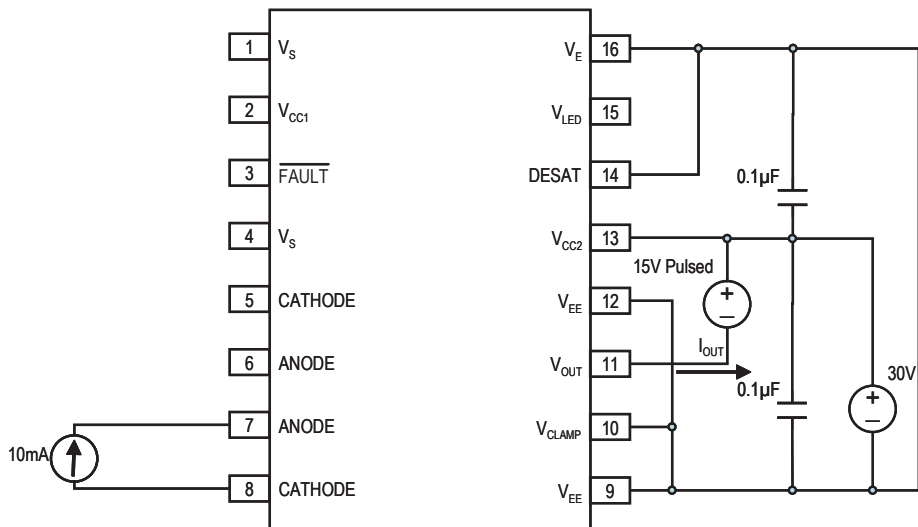 1 V_S
2 V_CC1
3 FAULT
4 V_S
5 CATHODE
6 ANODE
7 ANODE
8 CATHODE
10mA
V_E 16
V_LED 15
DESAT 14
V_CC2 13
V_EE 12
V_OUT 11
V_CLAMP 10
V_EE 9
0.1µF
15V Pulsed
+
–
I_OUT
0.1µF
30V
+
–